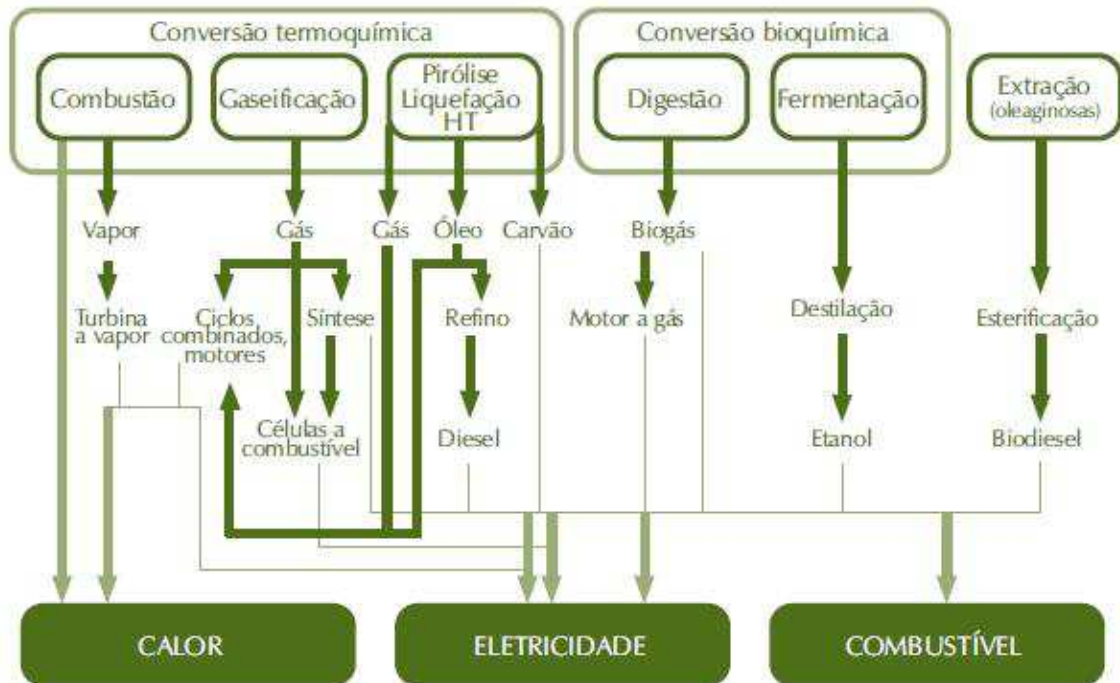 Conversão termoquímica
Conversão bioquímica
Combustão
Gaseificação
Pirólise
Liquefação
HT
Digestão
Fermentação
Extração
(oleaginosas)
Vapor
Gás
Gás
Óleo
Carvão
Biogás
Turbina
a vapor
Ciclos
combinados,
motores
Síntese
Refino
Motor a gás
Destilação
Esterificação
Células a
combustível
Diesel
Etanol
Biodiesel
CALOR
ELETRICIDADE
COMBUSTÍVEL